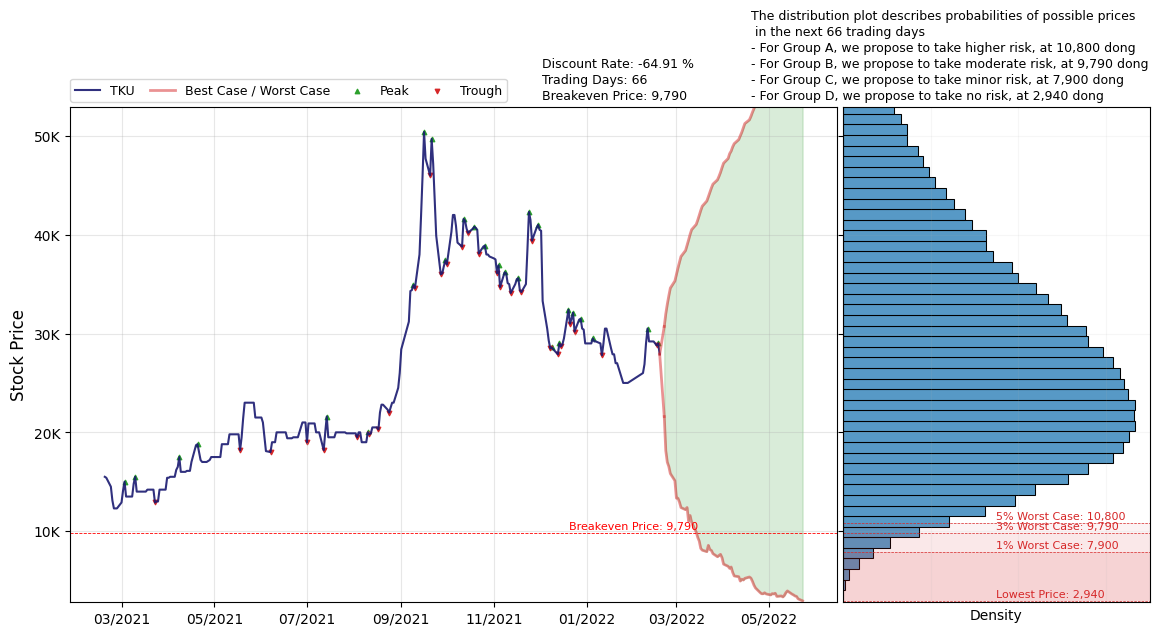 The distribution plot describes probabilities of possible prices
in the next 66 trading days
- For Group A, we propose to take higher risk, at 10,800 dong
- For Group B, we propose to take moderate risk, at 9,790 dong
- For Group C, we propose to take minor risk, at 7,900 dong
- For Group D, we propose to take no risk, at 2,940 dong
Discount Rate: -64.91 %
Trading Days: 66
Breakeven Price: 9,790
TKU
Best Case / Worst Case
Peak
Trough
Stock Price
50K
40K
30K
20K
10K
Breakeven Price: 9,790
5% Worst Case: 10,800
3% Worst Case: 9,790
1% Worst Case: 7,900
Lowest Price: 2,940
03/2021
05/2021
07/2021
09/2021
11/2021
01/2022
03/2022
05/2022
Density